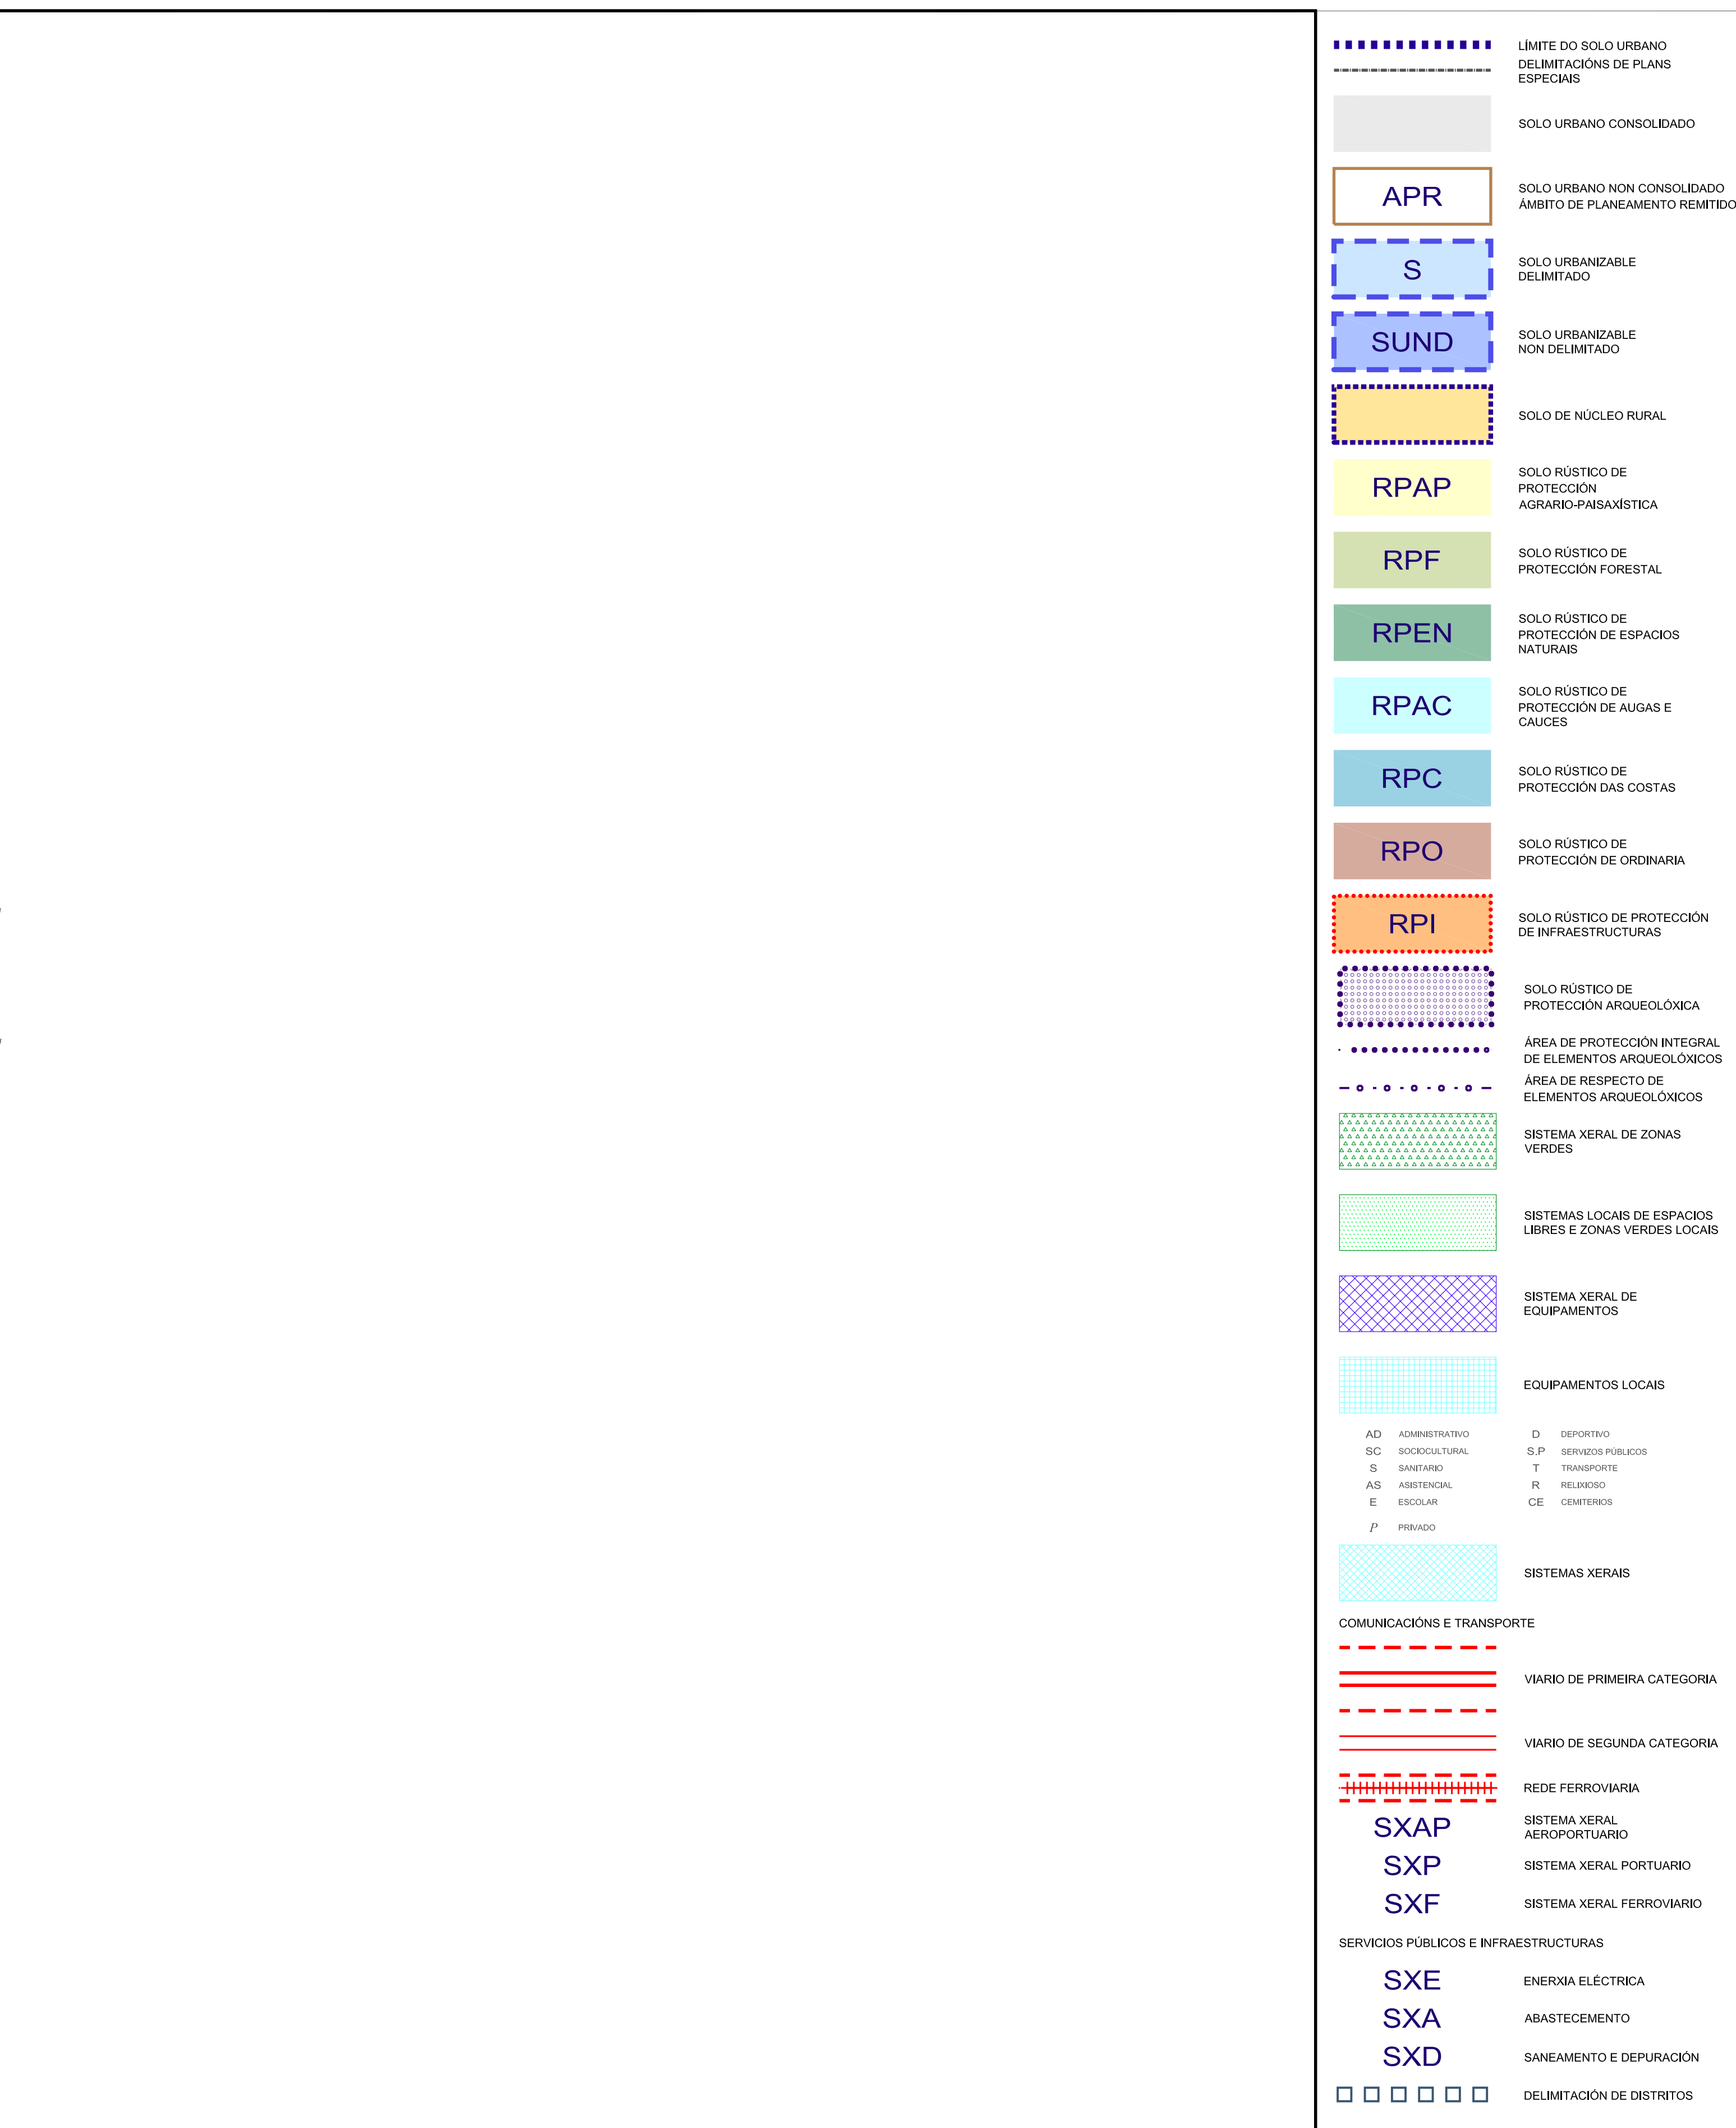 LÍMITE DO SOLO URBANO
DELIMITACIÓNS DE PLANS
ESPECIAIS
SOLO URBANO CONSOLIDADO
APR
SOLO URBANO NON CONSOLIDADO
ÁMBITO DE PLANEAMENTO REMITIDO
S
SOLO URBANIZABLE
DELIMITADO
SUND
SOLO URBANIZABLE
NON DELIMITADO
SOLO DE NÚCLEO RURAL
RPAP
SOLO RÚSTICO DE
PROTECCIÓN
AGRARIO-PAISAXÍSTICA
RPF
SOLO RÚSTICO DE
PROTECCIÓN FORESTAL
RPEN
SOLO RÚSTICO DE
PROTECCIÓN DE ESPACIOS
NATURAIS
RPAC
SOLO RÚSTICO DE
PROTECCIÓN DE AUGAS E
CAUCES
RPC
SOLO RÚSTICO DE
PROTECCIÓN DAS COSTAS
RPO
SOLO RÚSTICO DE
PROTECCIÓN DE ORDINARIA
RPI
SOLO RÚSTICO DE PROTECCIÓN
DE INFRAESTRUCTURAS
SOLO RÚSTICO DE
PROTECCIÓN ARQUEOLÓXICA
ÁREA DE PROTECCIÓN INTEGRAL
DE ELEMENTOS ARQUEOLÓXICOS
ÁREA DE RESPECTO DE
ELEMENTOS ARQUEOLÓXICOS
SISTEMA XERAL DE ZONAS
VERDES
SISTEMAS LOCAIS DE ESPACIOS
LIBRES E ZONAS VERDES LOCAIS
SISTEMA XERAL DE
EQUIPAMENTOS
EQUIPAMENTOS LOCAIS
AD ADMINISTRATIVO D DEPORTIVO
SC SOCIOCULTURAL S.P SERVIZOS PÚBLICOS
S SANITARIO T TRANSPORTE
AS ASISTENCIAL R RELIXIOSO
E ESCOLAR CE CEMITERIOS
P PRIVADO
SISTEMAS XERAIS
COMUNICACIÓNS E TRANSPORTE
VIARIO DE PRIMEIRA CATEGORIA
VIARIO DE SEGUNDA CATEGORIA
REDE FERROVIARIA
SXAP
SISTEMA XERAL
AEROPORTUARIO
SXP SISTEMA XERAL PORTUARIO
SXF SISTEMA XERAL FERROVIARIO
SERVICIOS PÚBLICOS E INFRAESTRUCTURAS
SXE ENERXIA ELÉCTRICA
SXA ABASTECEMENTO
SXD SANEAMENTO E DEPURACIÓN
DELIMITACIÓN DE DISTRITOS